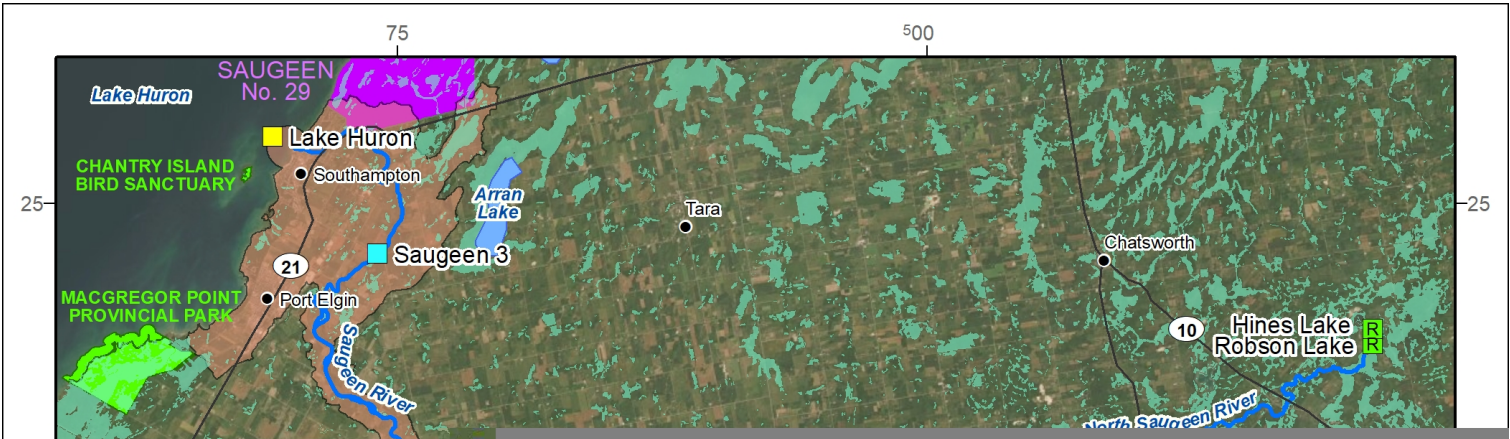 75
500
SAUGEEN
No. 29
Lake Huron
Lake Huron
CHANTRY ISLAND
BIRD SANCTUARY
Southampton
Arran
Lake
25
25
Tara
Chatsworth
Saugeen 3
21
MACGREGOR POINT
PROVINCIAL PARK
Port Elgin
10
Hines Lake
R
Robson Lake
R
Saugeen River
North Saugeen River